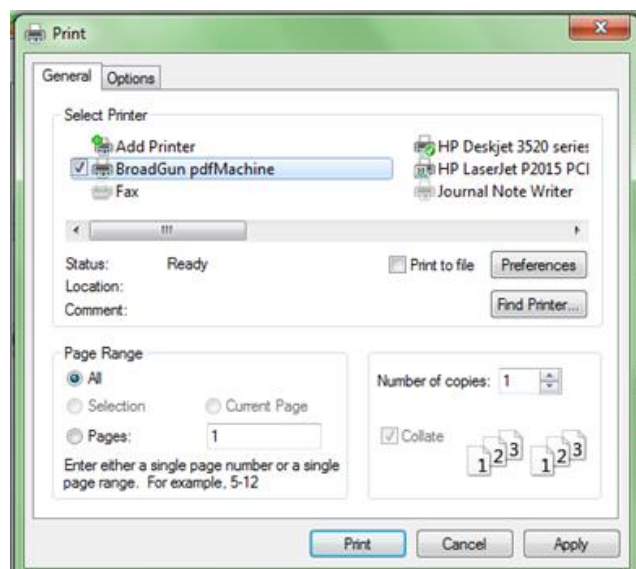 Print
General Options
Select Printer
Add Printer HP Deskjet 3520 series
BroadGun pdfMachine HP LaserJet P2015 PCI
Fax Journal Note Writer
Status: Ready Print to file Preferences
Location:
Comment: Find Printer...
Page Range
All Number of copies: 1
Selection Current Page
Pages: 1 Collate
1 2 3 1 2 3
Enter either a single page number or a single
page range. For example, 5-12
Print Cancel Apply